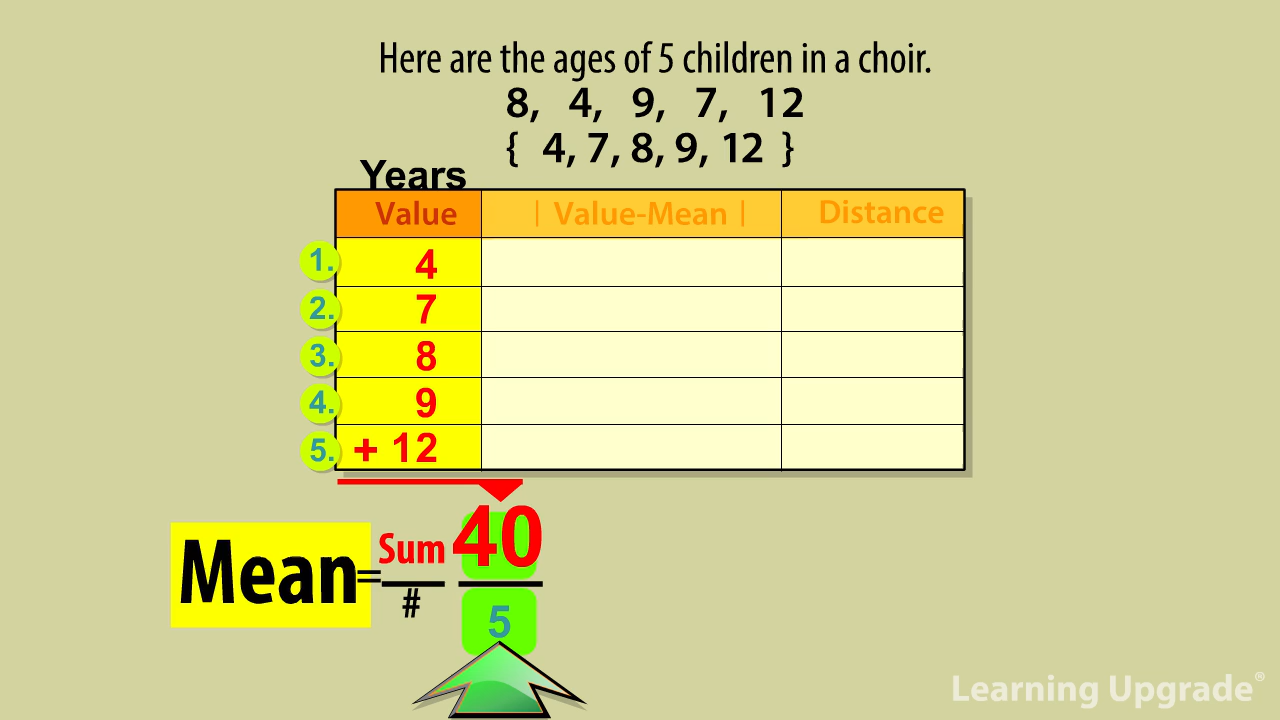 Here are the ages of 5 children in a choir.
8, 4, 9, 7, 12
{ 4, 7, 8, 9, 12 }
Years
Value | Value-Mean | Distance
1. 4
2. 7
3. 8
4. 9
5. + 12
Mean = Sum 40
# 5
Learning Upgrade®